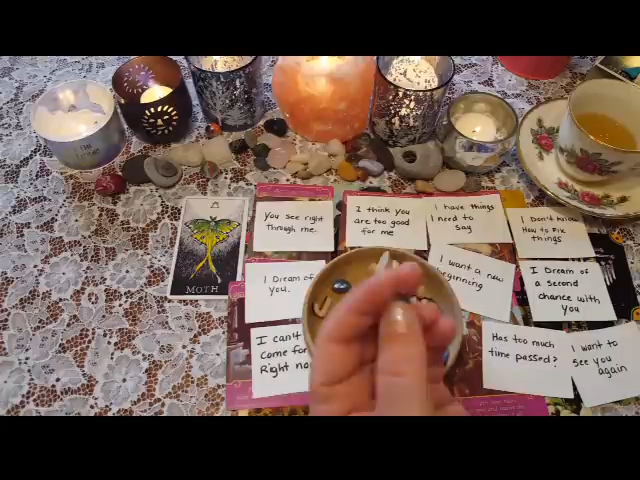 You see right
through me.
I think you
are too good
for me
I have things
I need to
say
I Don't Know
How to Fix
things
I Dream of
you.
I want a new
beginning
I Dream of
a second
chance with
you
MOTH
I can't
come
Right now
Has too much
time passed?
I want to
see you
again